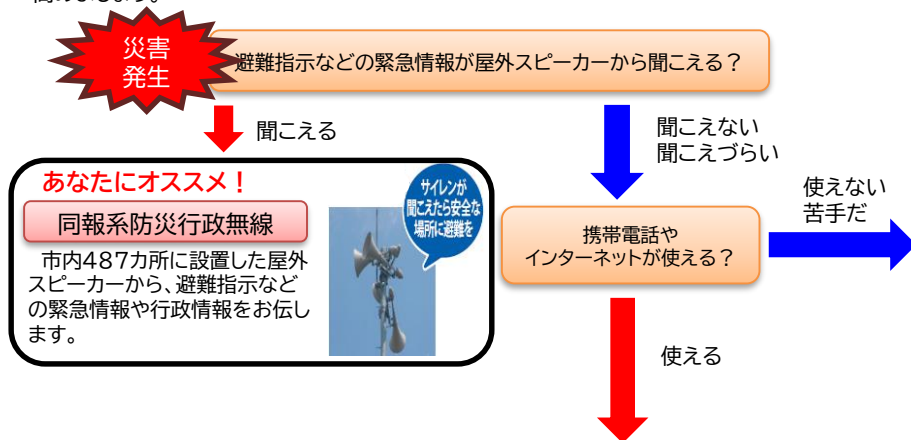 災害
発生
避難指示などの緊急情報が屋外スピーカーから聞こえる？
聞こえる
聞こえない
聞こえづらい
あなたにオススメ！
同報系防災行政無線
市内４８７カ所に設置した屋外
スピーカーから、避難指示など
の緊急情報や行政情報をお伝し
ます。
サイレンが
聞こえたら安全な
場所に避難を
携帯電話や
インターネットが使える？
使えない
苦手だ
使える